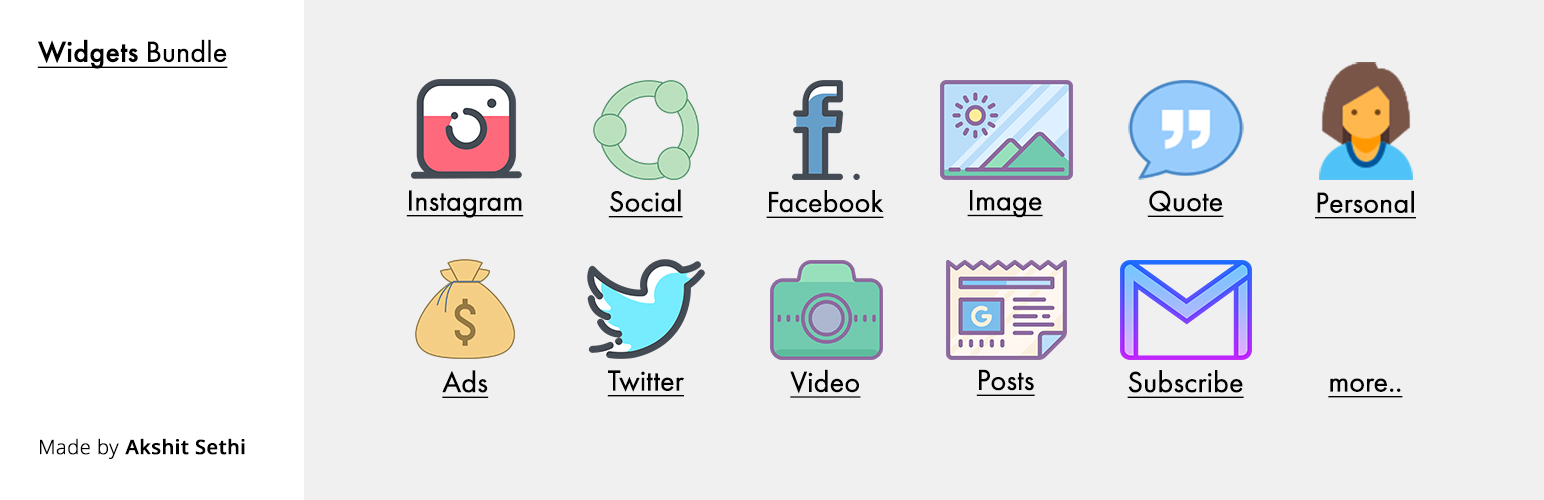 Widgets Bundle
Instagram Social Facebook Image Quote Personal
$ G
Ads Twitter Video Posts Subscribe more..
Made by Akshit Sethi